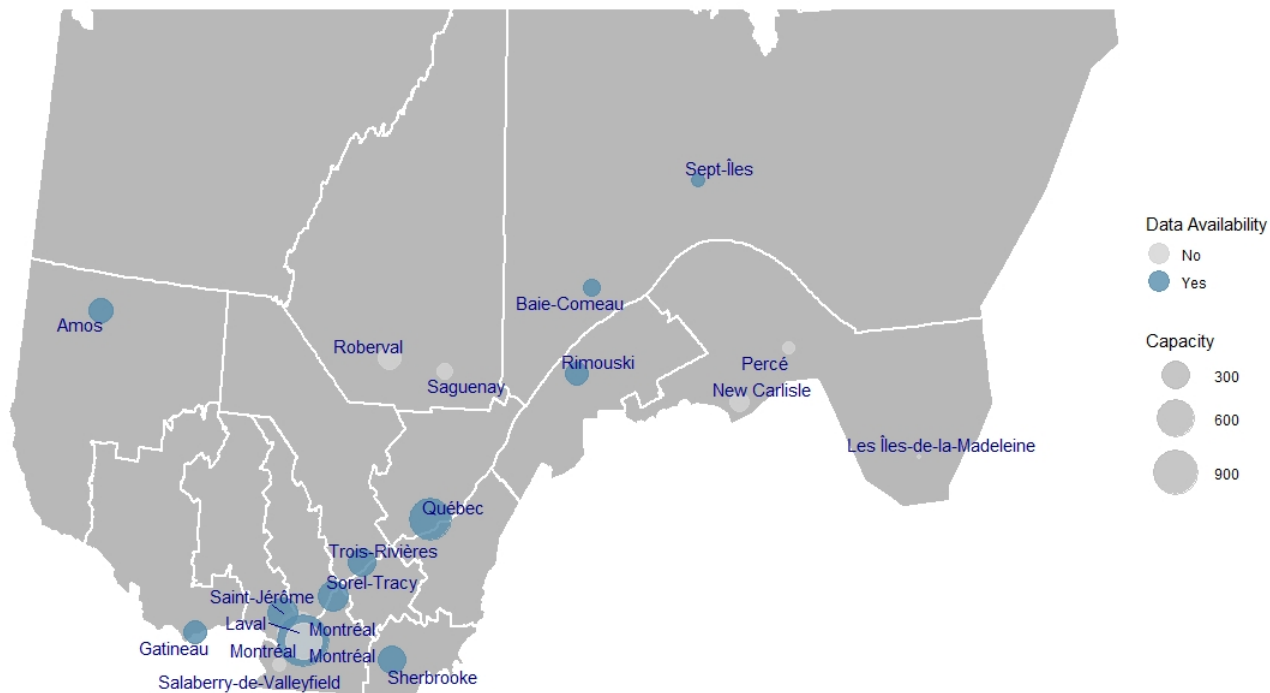 Sept-Îles
Data Availability
No
Yes
Baie-Comeau
Amos
Capacity
Roberval
Rimouski
Percé
300
Saguenay
New Carlisle
600
Les Îles-de-la-Madeleine
900
Québec
Trois-Rivières
Sorel-Tracy
Saint-Jérôme
Laval
Montréal
Gatineau
Montréal
Montréal
Sherbrooke
Salaberry-de-Valleyfield